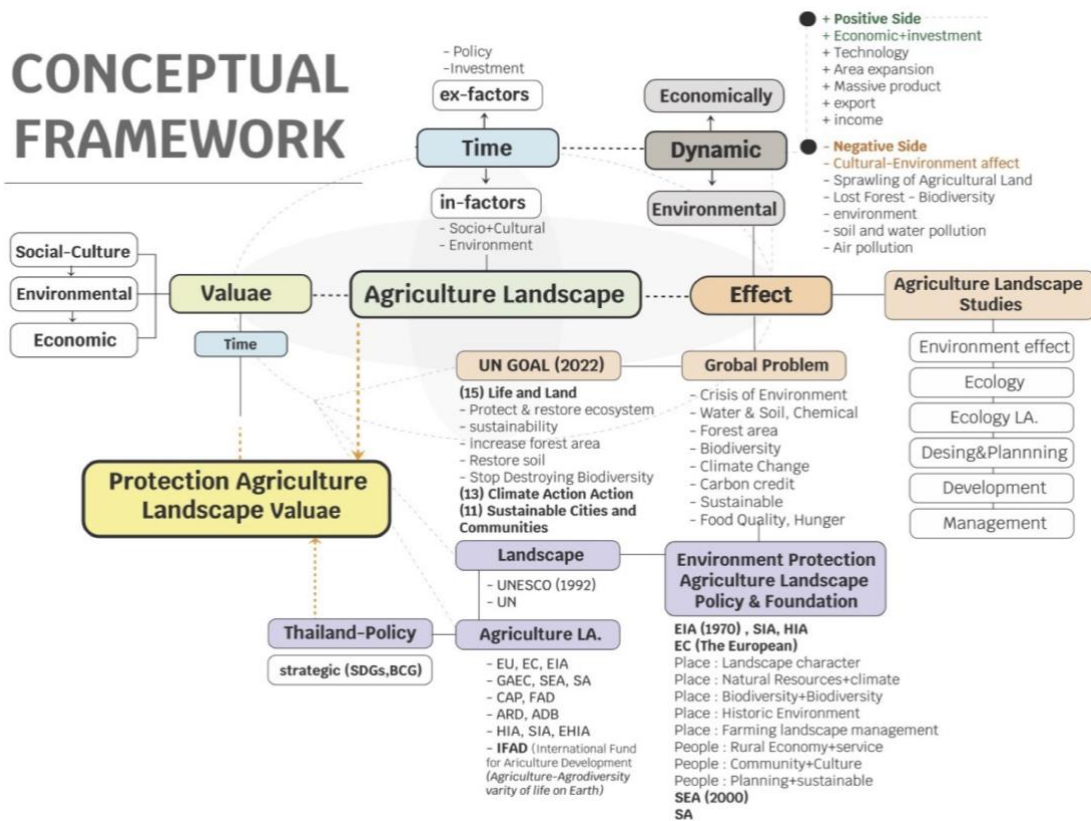 CONCEPTUAL
FRAMEWORK
- Policy
-Investment
ex-factors
Time
in-factors
- Socio+Cultural
- Environment
Economically
Dynamic
Environmental
+ Positive Side
+ Economic+investment
+ Technology
+ Area expansion
+ Massive product
+ export
+ income
- Negative Side
- Cultural-Environment affect
- Sprawling of Agricultural Land
- Lost Forest - Biodiversity
- environment
- soil and water pollution
- Air pollution
Social-Culture
Environmental
Economic
Valuae
Time
Agriculture Landscape
Effect
Agriculture Landscape
Studies
Environment effect
Ecology
Ecology LA.
Desing&Plannning
Development
Management
UN GOAL (2022)
(15) Life and Land
- Protect & restore ecosystem
- sustainability
- increase forest area
- Restore soil
- Stop Destroying Biodiversity
(13) Climate Action Action
(11) Sustainable Cities and
Communities
Grobal Problem
- Crisis of Environment
- Water & Soil, Chemical
- Forest area
- Biodiversity
- Climate Change
- Carbon credit
- Sustainable
- Food Quality, Hunger
Protection Agriculture
Landscape Valuae
Landscape
- UNESCO (1992)
- UN
Environment Protection
Agriculture Landscape
Policy & Foundation
EIA (1970) , SIA, HIA
EC (The European)
Place : Landscape character
Place : Natural Resources+climate
Place : Biodiversity+Biodiversity
Place : Historic Environment
Place : Farming landscape management
People : Rural Economy+service
People : Community+Culture
People : Planning+sustainable
SEA (2000)
SA
Thailand-Policy
strategic (SDGs,BCG)
Agriculture LA.
- EU, EC, EIA
- GAEC, SEA, SA
- CAP, FAD
- ARD, ADB
- HIA, SIA, EHIA
- IFAD (International Fund
for Ariculture Development
(Agriculture-Agrodiversity
varity of life on Earth)